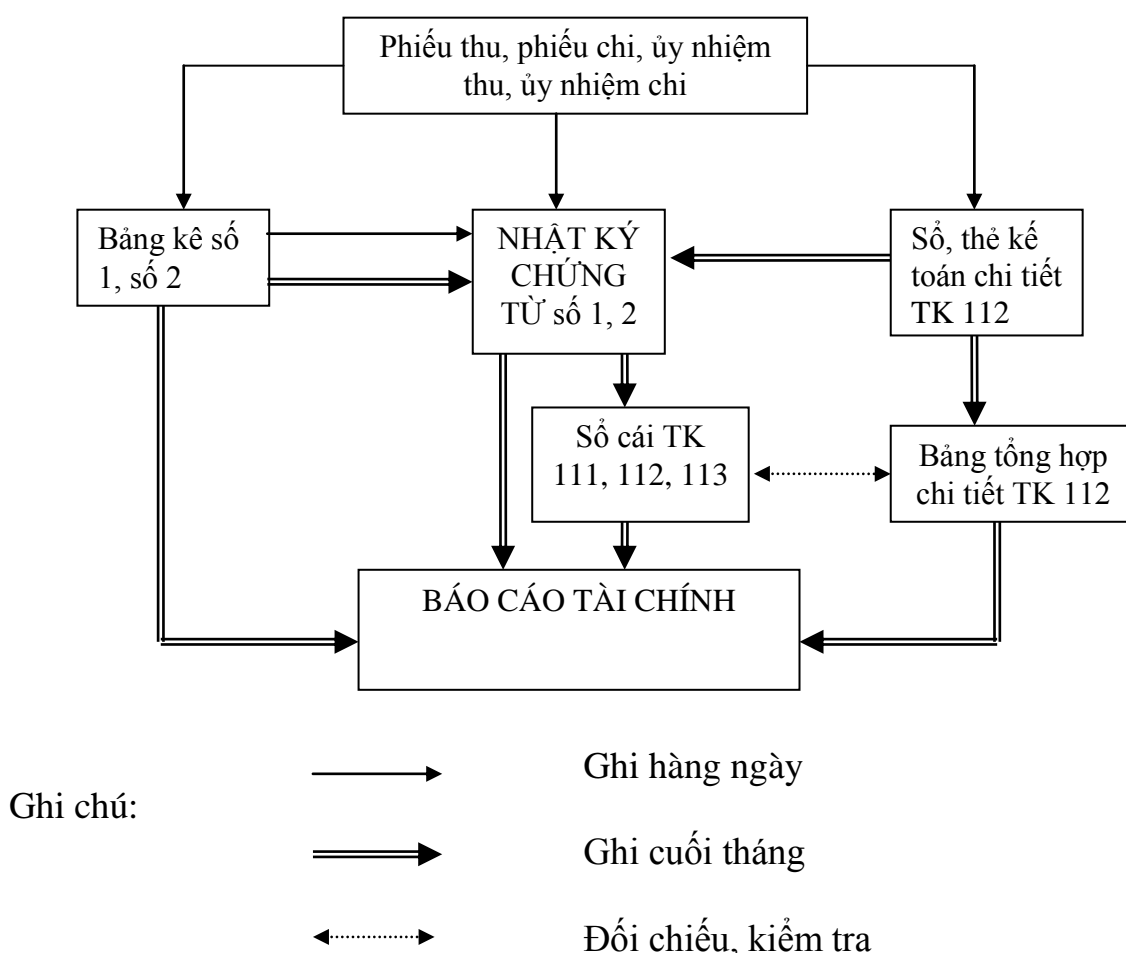 Phiếu thu, phiếu chi, ủy nhiệm
thu, ủy nhiệm chi
Bảng kê số
1, số 2
NHẬT KÝ
CHỨNG
TỪ số 1, 2
Sổ, thẻ kế
toán chi tiết
TK 112
Sổ cái TK
111, 112, 113
Bảng tổng hợp
chi tiết TK 112
BÁO CÁO TÀI CHÍNH
Ghi chú:
Ghi hàng ngày
Ghi cuối tháng
Đối chiếu, kiểm tra